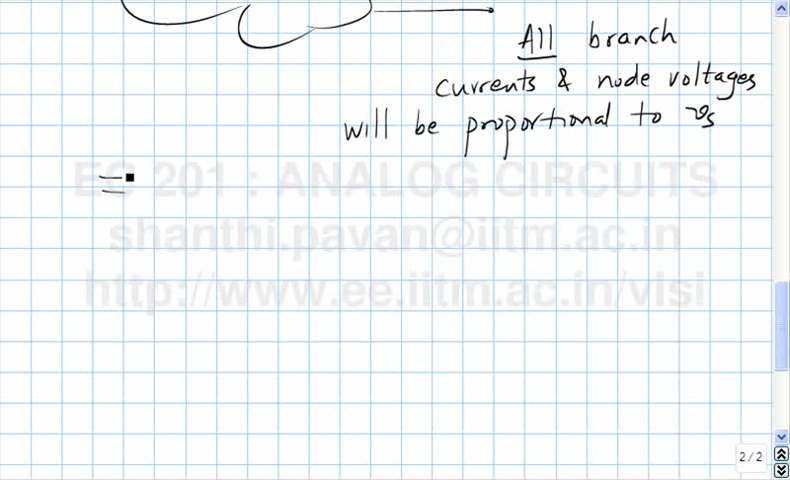 All branch
currents & node voltages
will be proportional to vs
EC 201 : ANALOG CIRCUITS
shanthi.pavan@iitm.ac.in
http://www.ee.iitm.ac.in/vlsi
2 / 2